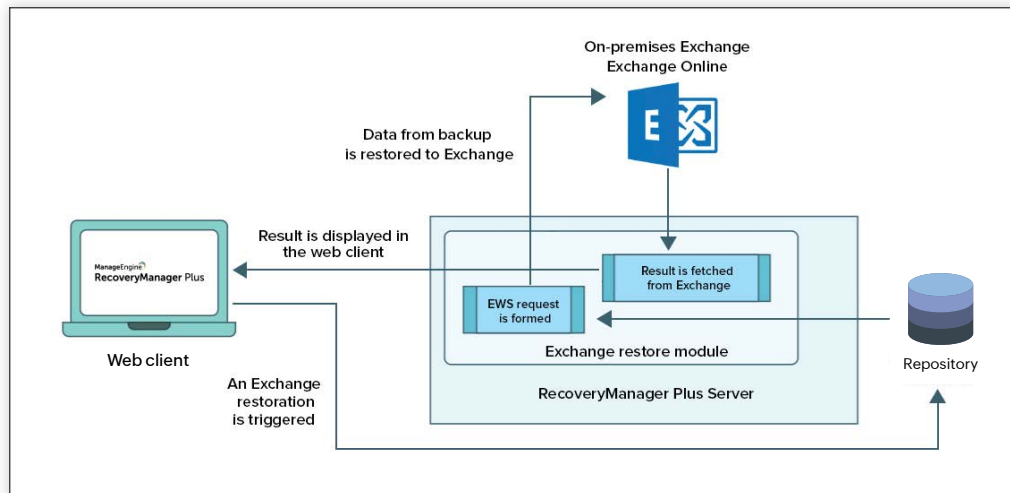 On-premises Exchange
Exchange Online
E
Data from backup
is restored to Exchange
Result is displayed in
the web client
ManageEngine
RecoveryManager Plus
Result is fetched
from Exchange
EWS request
is formed
Exchange restore module
Web client
Repository
An Exchange
restoration
is triggered
RecoveryManager Plus Server